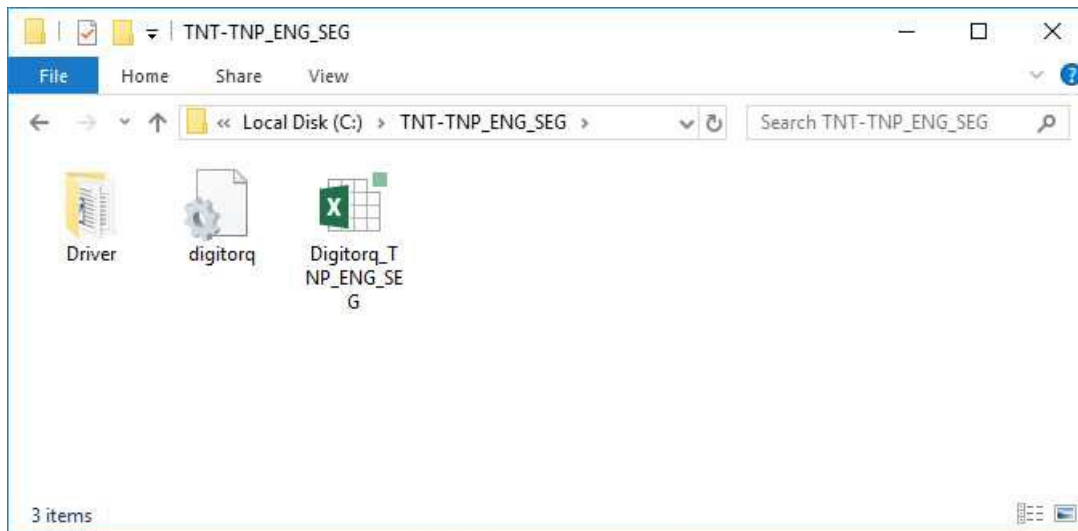 TNT-TNP_ENG_SEG
File Home Share View
« Local Disk (C:) › TNT-TNP_ENG_SEG › Search TNT-TNP_ENG_SEG
Driver
digitorq
Digitorq_T
NP_ENG_SE
G
3 items